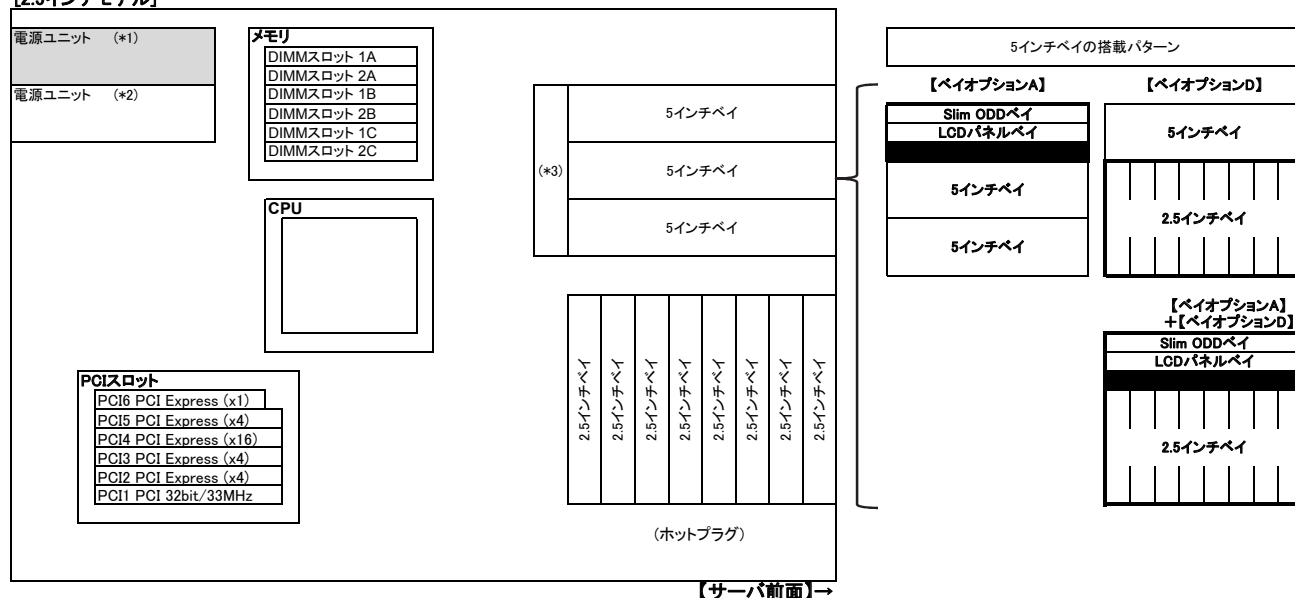 [2.5インチモデル]
電源ユニット (*1)
電源ユニット (*2)
メモリ
DIMMスロット 1A
DIMMスロット 2A
DIMMスロット 1B
DIMMスロット 2B
DIMMスロット 1C
DIMMスロット 2C
CPU
PCIスロット
PCI6 PCI Express (x1)
PCI5 PCI Express (x4)
PCI4 PCI Express (x16)
PCI3 PCI Express (x4)
PCI2 PCI Express (x4)
PCI1 PCI 32bit/33MHz
(*3)
5インチベイ
5インチベイ
5インチベイ
2.5インチベイ
2.5インチベイ
2.5インチベイ
2.5インチベイ
2.5インチベイ
2.5インチベイ
2.5インチベイ
2.5インチベイ
(ホットプラグ)
【サーバ前面】→
5インチベイの搭載パターン
【ベイオプションA】
Slim ODDベイ
LCDパネルベイ
5インチベイ
5インチベイ
【ベイオプションD】
5インチベイ
2.5インチベイ
【ベイオプションA】
+【ベイオプションD】
Slim ODDベイ
LCDパネルベイ
2.5インチベイ